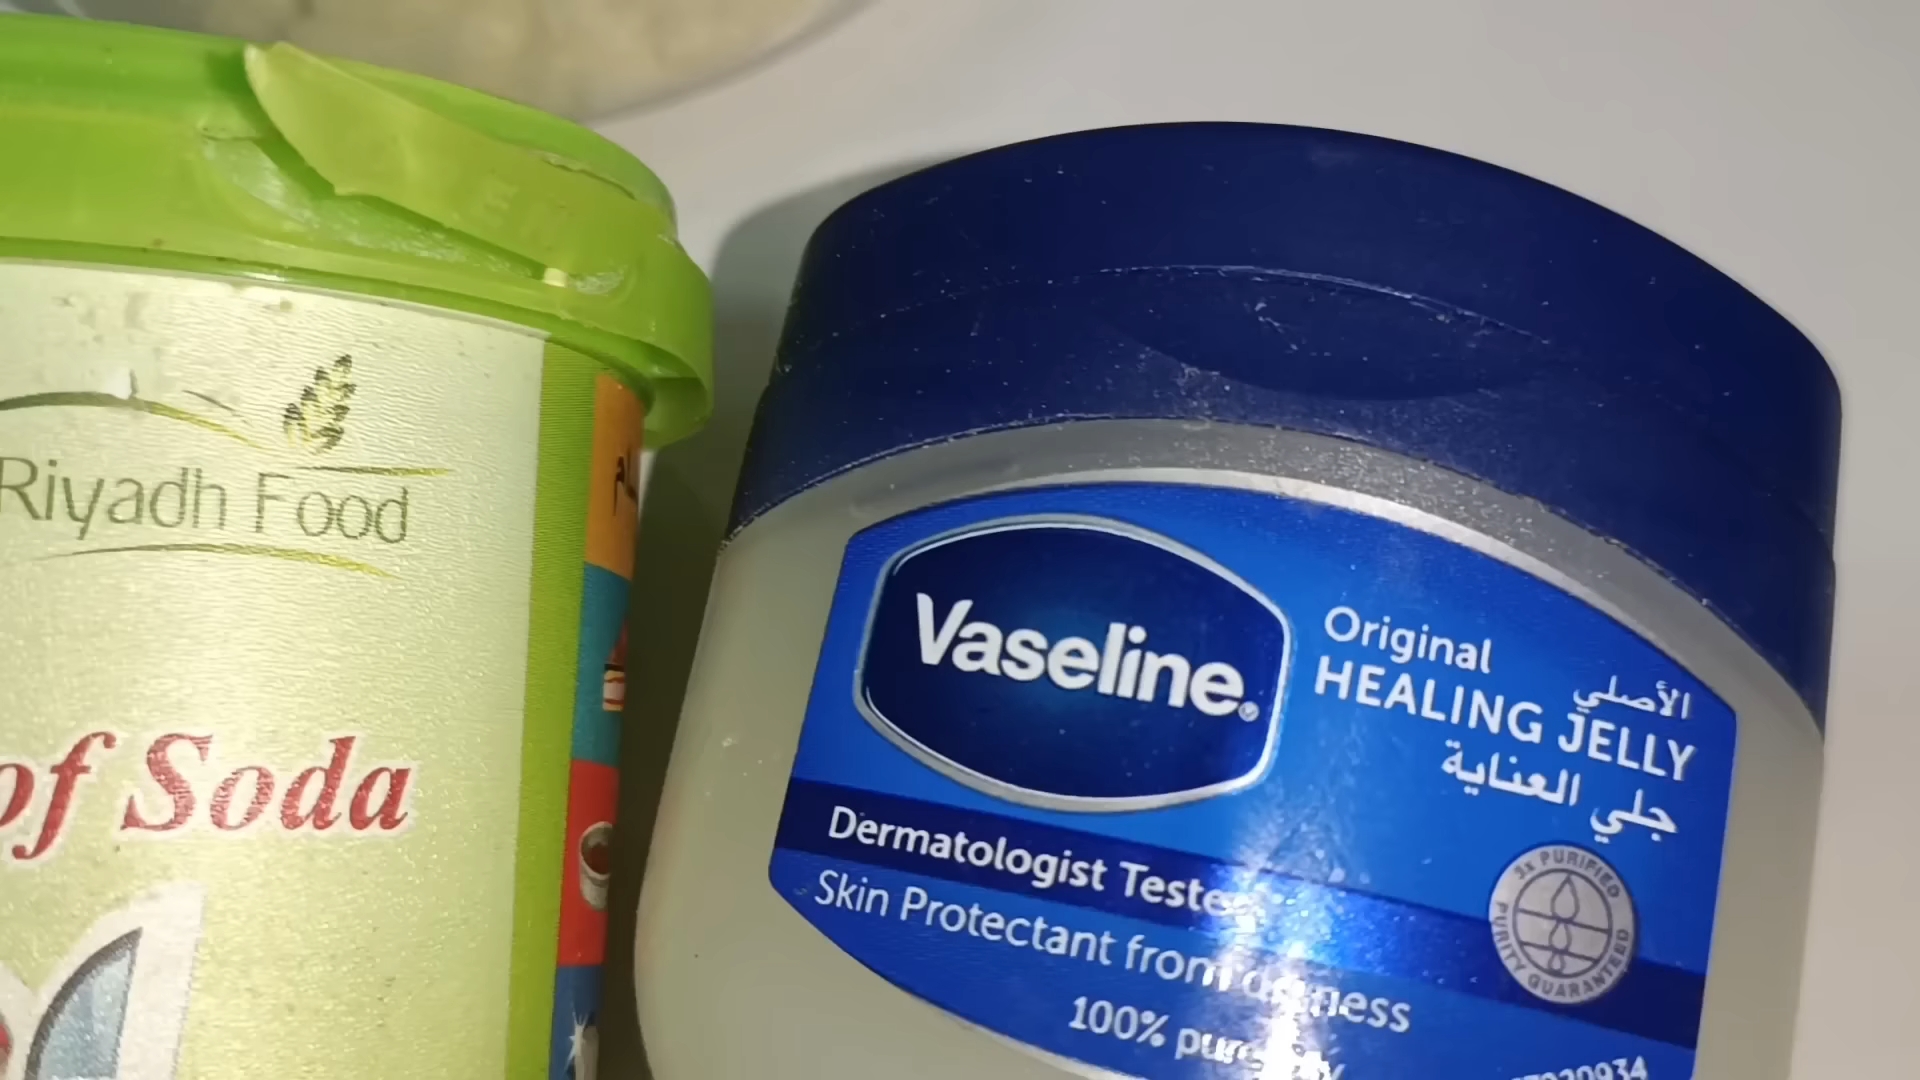 Riyadh Food
of Soda
Vaseline
Original
الأصلي
HEALING JELLY
جلي العناية
Dermatologist Tested
Skin Protectant from dryness
100% pure
3x PURIFIED
PURITY GUARANTEED